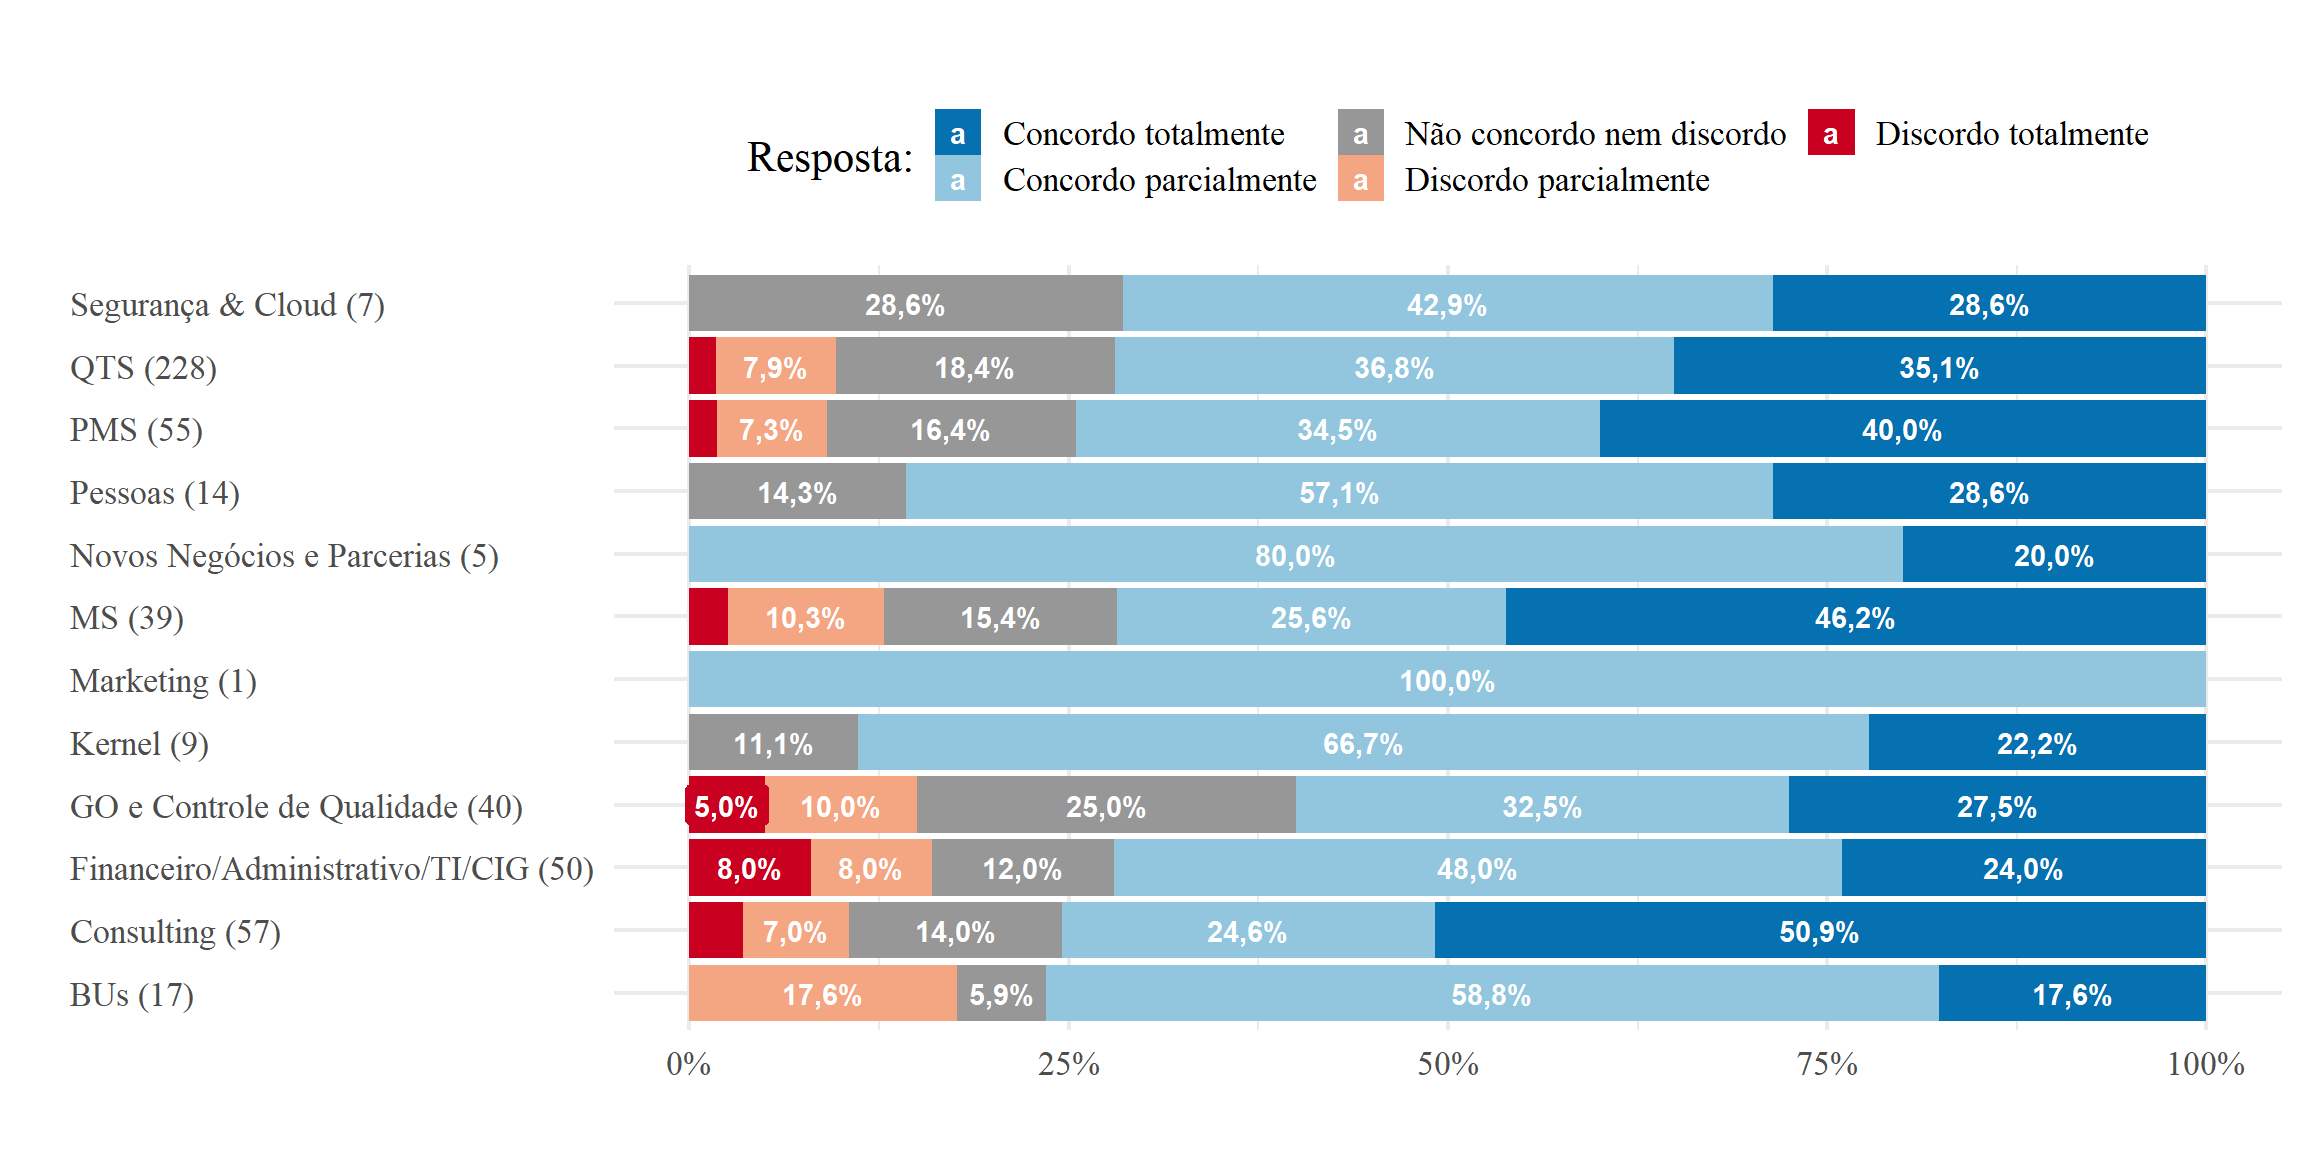 Resposta:
a Concordo totalmente a Não concordo nem discordo a Discordo totalmente
a Concordo parcialmente a Discordo parcialmente
Segurança & Cloud (7) 28,6% 42,9% 28,6%
QTS (228) 7,9% 18,4% 36,8% 35,1%
PMS (55) 7,3% 16,4% 34,5% 40,0%
Pessoas (14) 14,3% 57,1% 28,6%
Novos Negócios e Parcerias (5) 80,0% 20,0%
MS (39) 10,3% 15,4% 25,6% 46,2%
Marketing (1) 100,0%
Kernel (9) 11,1% 66,7% 22,2%
GO e Controle de Qualidade (40) 5,0% 10,0% 25,0% 32,5% 27,5%
Financeiro/Administrativo/TI/CIG (50) 8,0% 8,0% 12,0% 48,0% 24,0%
Consulting (57) 7,0% 14,0% 24,6% 50,9%
BUs (17) 17,6% 5,9% 58,8% 17,6%
0% 25% 50% 75% 100%